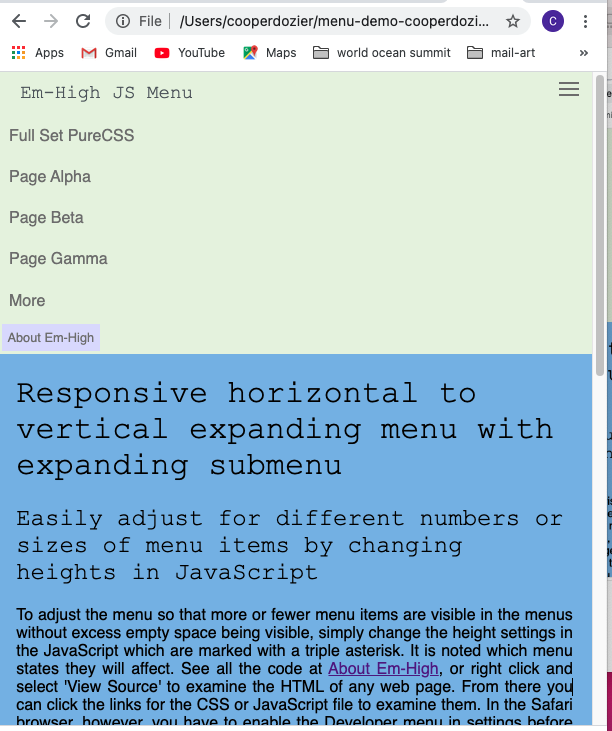 File | /Users/cooperdozier/menu-demo-cooperdozi...
C
Apps Gmail YouTube Maps world ocean summit mail-art »
Em-High JS Menu
Full Set PureCSS
Page Alpha
Page Beta
Page Gamma
More
About Em-High
Responsive horizontal to
vertical expanding menu with
expanding submenu
Easily adjust for different numbers or
sizes of menu items by changing
heights in JavaScript
To adjust the menu so that more or fewer menu items are visible in the menus
without excess empty space being visible, simply change the height settings in
the JavaScript which are marked with a triple asterisk. It is noted which menu
states they will affect. See all the code at About Em-High, or right click and
select 'View Source' to examine the HTML of any web page. From there you
can click the links for the CSS or JavaScript file to examine them. In the Safari
browser, however, you have to enable the Developer menu in settings before